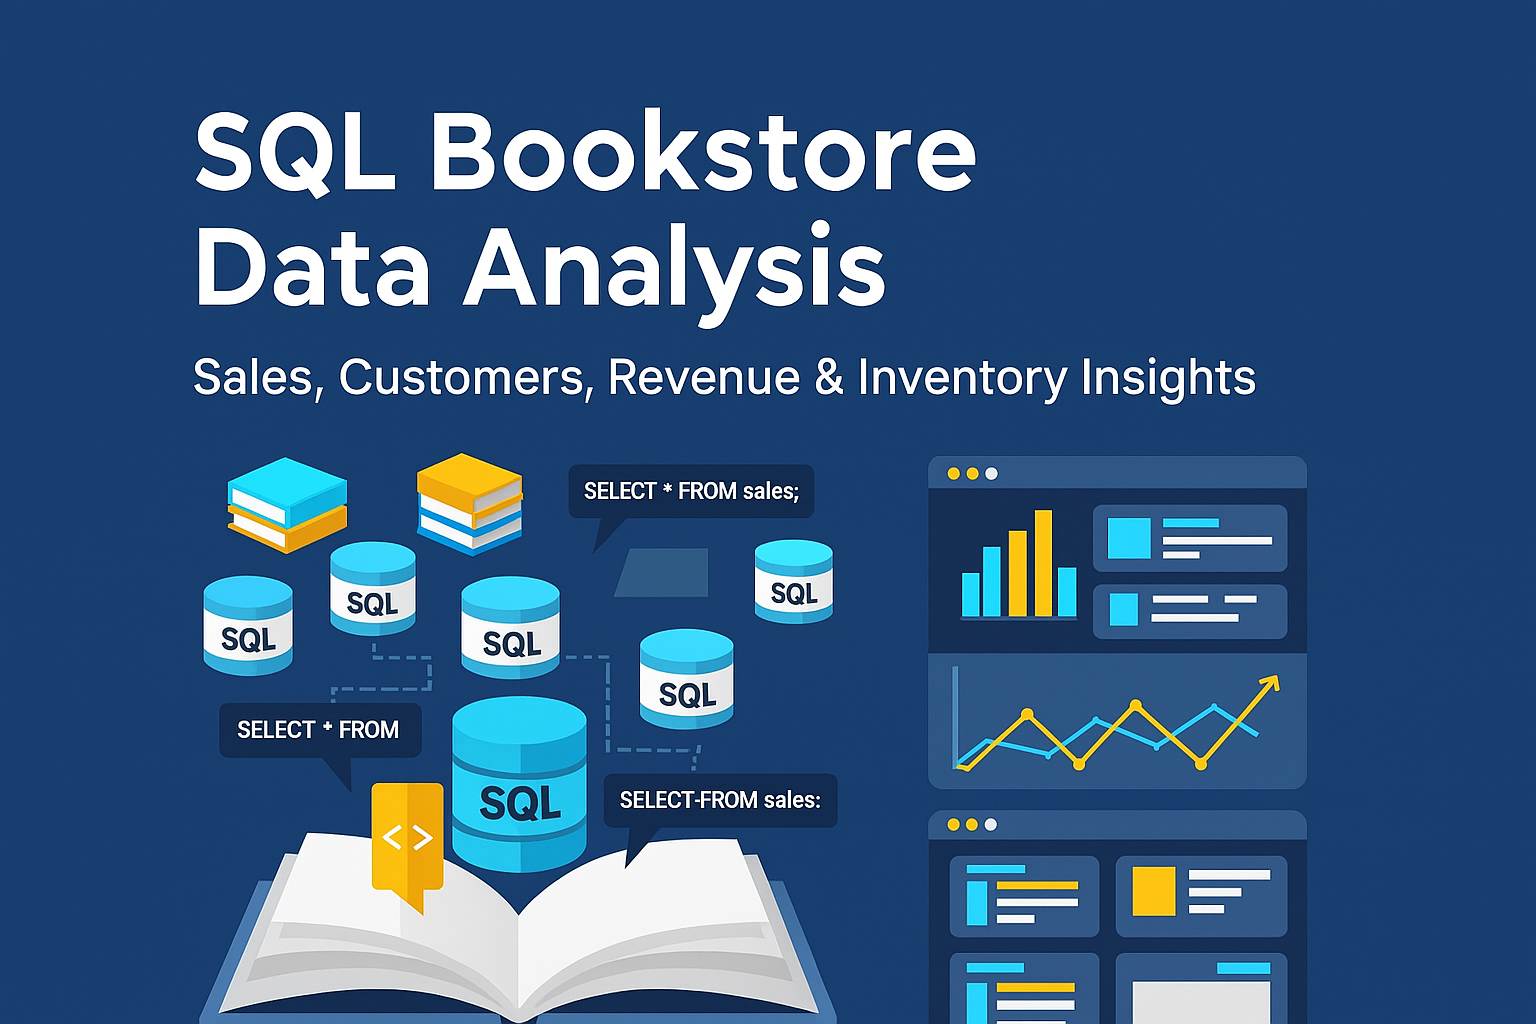 SQL Bookstore
Data Analysis
Sales, Customers, Revenue & Inventory Insights
SELECT * FROM sales;
SQL
SQL
SQL
SQL
SQL
SELECT * FROM
SQL
SELECT-FROM sales:
< >